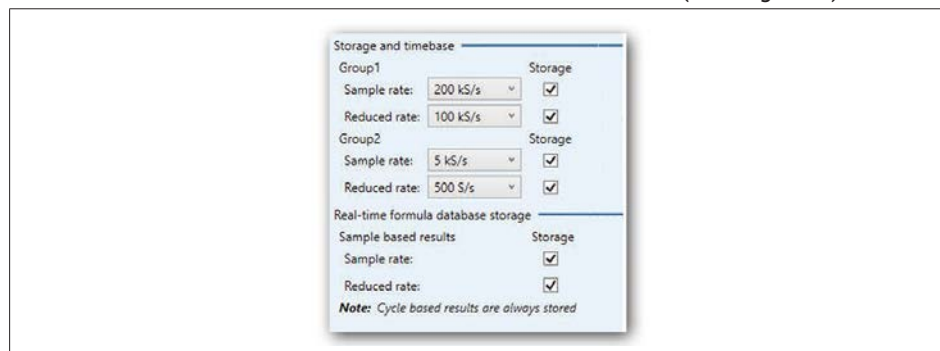 Storage and timebase
Group1 Storage
Sample rate: 200 kS/s
Reduced rate: 100 kS/s
Group2 Storage
Sample rate: 5 kS/s
Reduced rate: 500 S/s
Real-time formula database storage
Sample based results Storage
Sample rate:
Reduced rate:
Note: Cycle based results are always stored